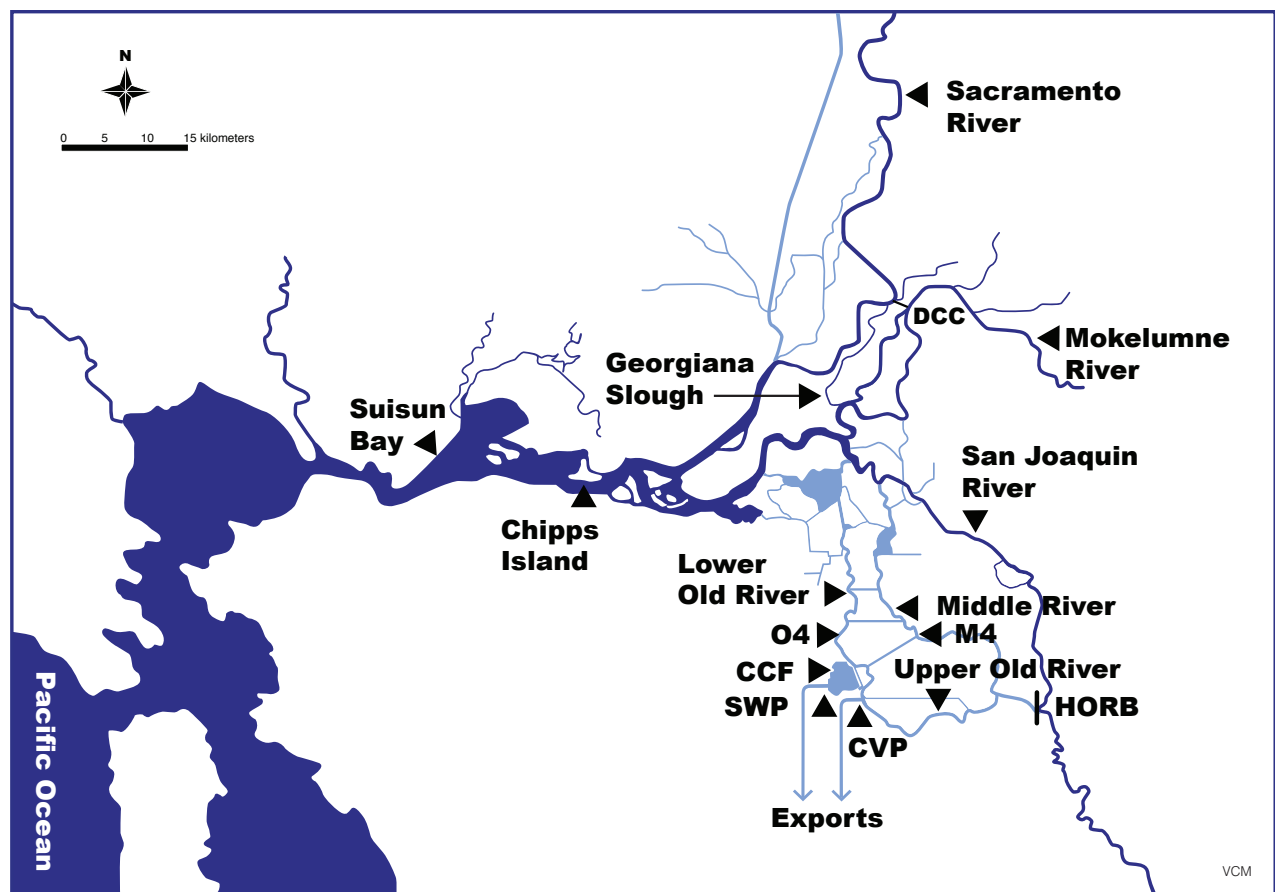 N
0 5 10 15 kilometers
Sacramento
River
DCC
Mokelumne
River
Georgiana
Slough
Suisun
Bay
San Joaquin
River
Chipps
Island
Lower
Old River
Middle River
O4
M4
CCF
Upper Old River
SWP
HORB
CVP
Exports
Pacific Ocean
VCM